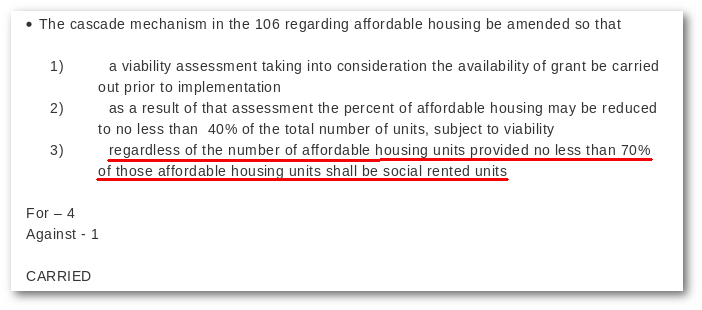 • The cascade mechanism in the 106 regarding affordable housing be amended so that
1) a viability assessment taking into consideration the availability of grant be carried
out prior to implementation
2) as a result of that assessment the percent of affordable housing may be reduced
to no less than 40% of the total number of units, subject to viability
3) regardless of the number of affordable housing units provided no less than 70%
of those affordable housing units shall be social rented units
For – 4
Against - 1
CARRIED